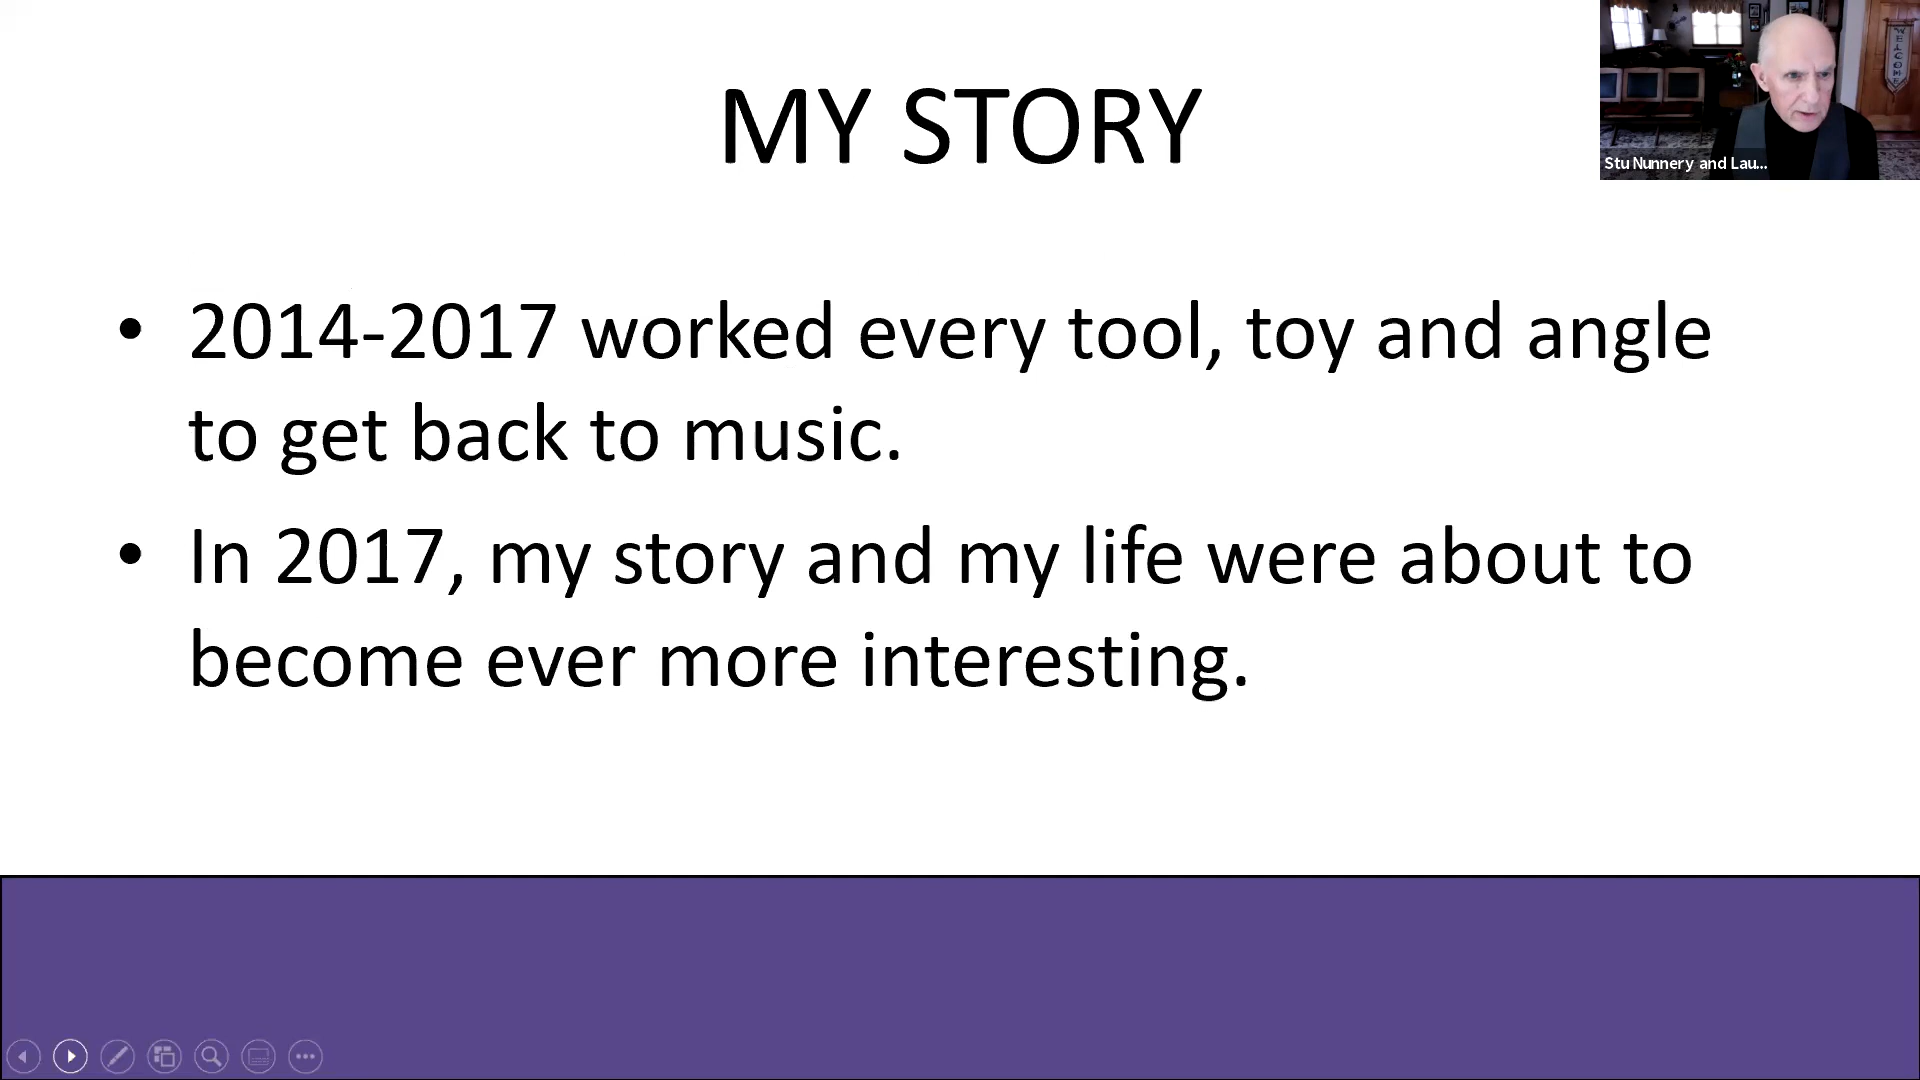 MY STORY
WELCOME
Stu Nunnery and Lau...
• 2014-2017 worked every tool, toy and angle
to get back to music.
• In 2017, my story and my life were about to
become ever more interesting.